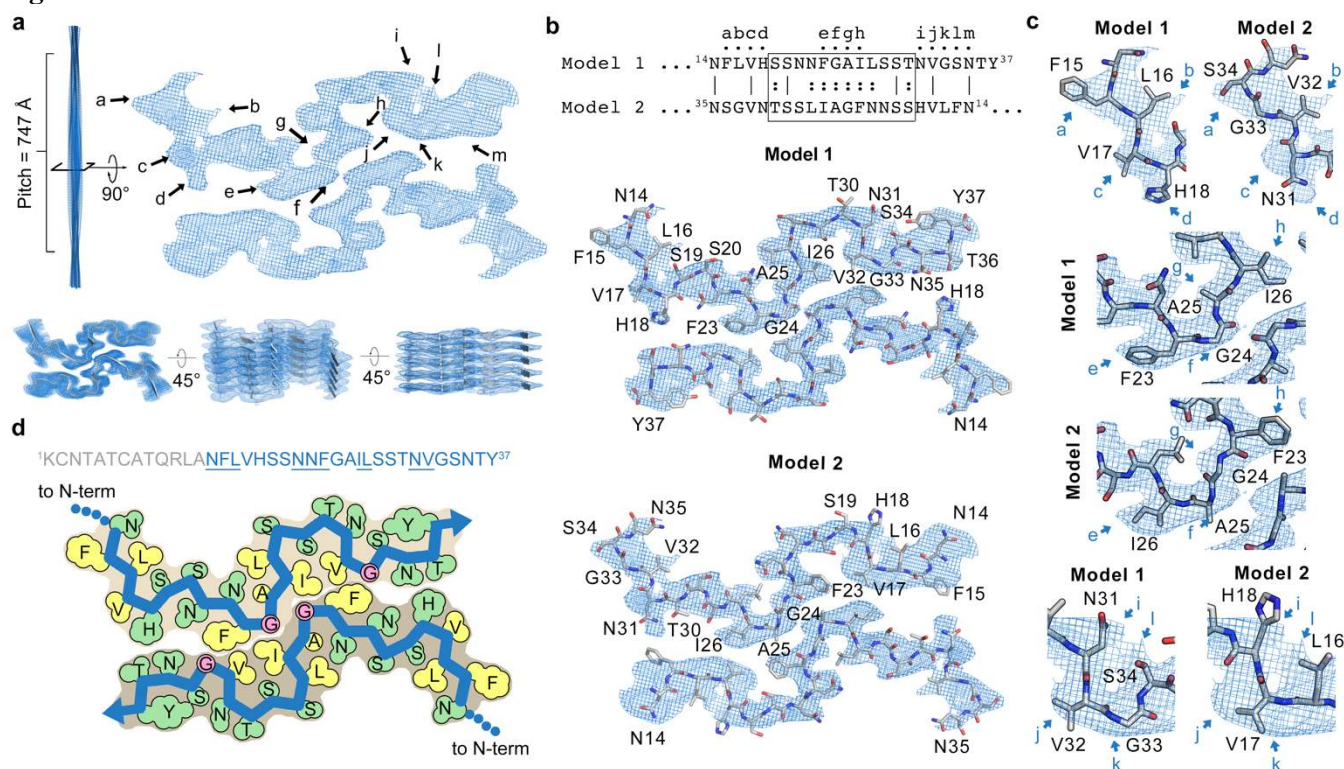 a
Pitch = 747 Å
90°
a
b
c
d
e
f
g
h
i
j
k
l
m
45°
45°
b
abcd efgh ijklm
Model 1 ...¹⁴NFLVHSSNNFGAILSSTNVGSNTY³⁷
Model 2 ...³⁵NSGVNTSSLIAGFNNSSHVLFN¹⁴...
Model 1
N14
F15
L16
V17
H18
S19
S20
F23
G24
A25
I26
T30
N31
V32
G33
S34
N35
T36
Y37
H18
Y37
N14
Model 2
N35
S34
V32
G33
N31
T30
I26
A25
G24
F23
S19
H18
L16
V17
F15
N14
N14
N35
c
Model 1
Model 2
F15
L16
V17
H18
a
b
c
d
S34
V32
G33
N31
a
b
c
d
Model 1
h
g
A25
I26
e
F23
f
G24
Model 2
h
g
F23
G24
e
f
A25
I26
Model 1
Model 2
N31
i
l
S34
j
V32
G33
k
H18
i
l
L16
j
V17
k
d
¹KCNTATCATQRLANFLVHSSNNFGAILSSTNVGSNTY³⁷
to N-term
N
F
L
V
H
S
S
N
N
F
G
A
I
L
S
S
T
N
V
G
S
N
T
Y
N
F
L
V
H
S
S
N
N
F
G
A
I
L
S
S
T
N
V
G
S
N
T
Y
to N-term